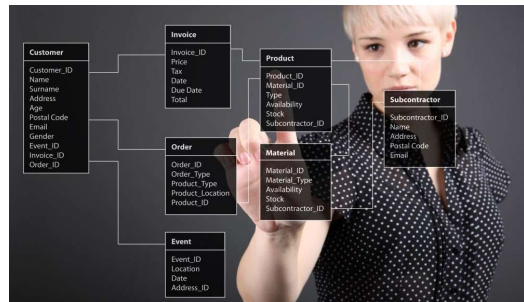 Customer
Customer_ID
Name
Surname
Address
Age
Postal Code
Email
Gender
Event_ID
Invoice_ID
Order_ID
Invoice
Invoice_ID
Price
Tax
Date
Due Date
Total
Order
Order_ID
Order_Type
Product_Type
Product_Location
Product_ID
Event
Event_ID
Location
Date
Address_ID
Product
Product_ID
Material_ID
Type
Availability
Stock
Subcontractor_ID
Material
Material_ID
Material_Type
Availability
Stock
Subcontractor_ID
Subcontractor
Subcontractor_ID
Name
Address
Postal Code
Email